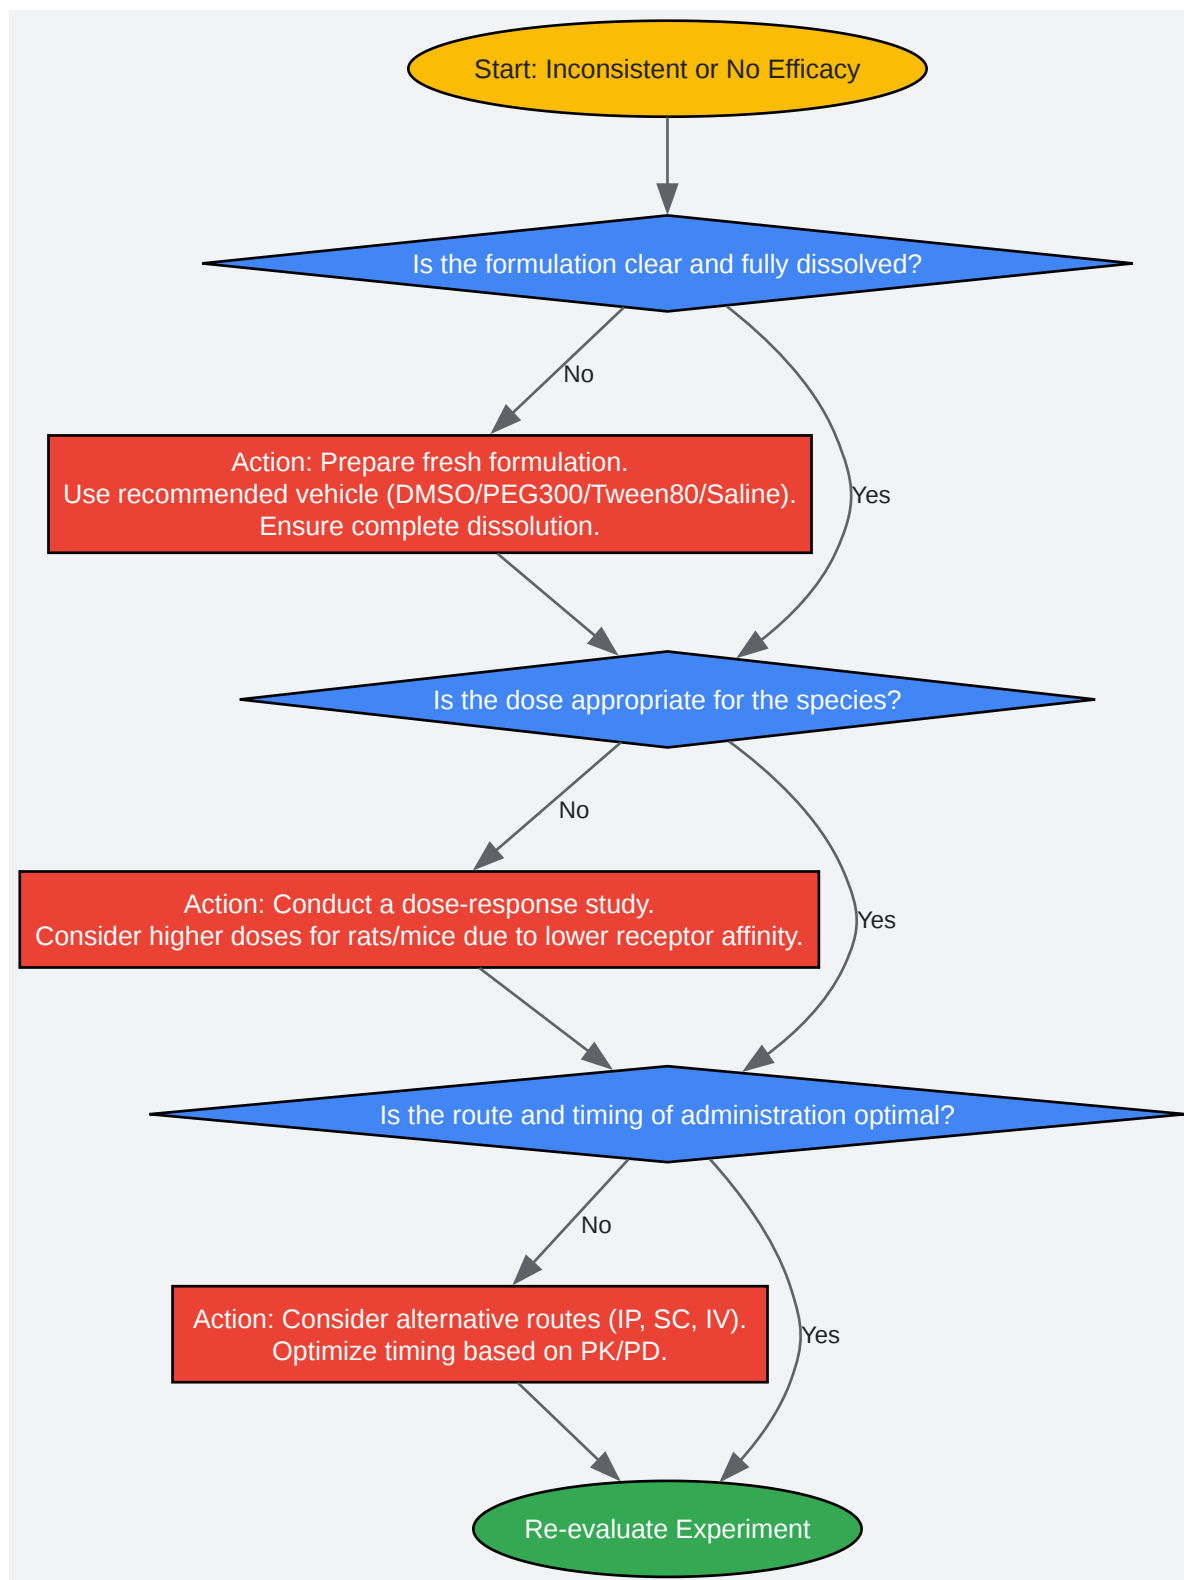 Start: Inconsistent or No Efficacy
Is the formulation clear and fully dissolved?
No
Action: Prepare fresh formulation.
Use recommended vehicle (DMSO/PEG300/Tween80/Saline).
Ensure complete dissolution.
Yes
Is the dose appropriate for the species?
No
Action: Conduct a dose-response study.
Consider higher doses for rats/mice due to lower receptor affinity.
Yes
Is the route and timing of administration optimal?
No
Action: Consider alternative routes (IP, SC, IV).
Optimize timing based on PK/PD.
Yes
Re-evaluate Experiment